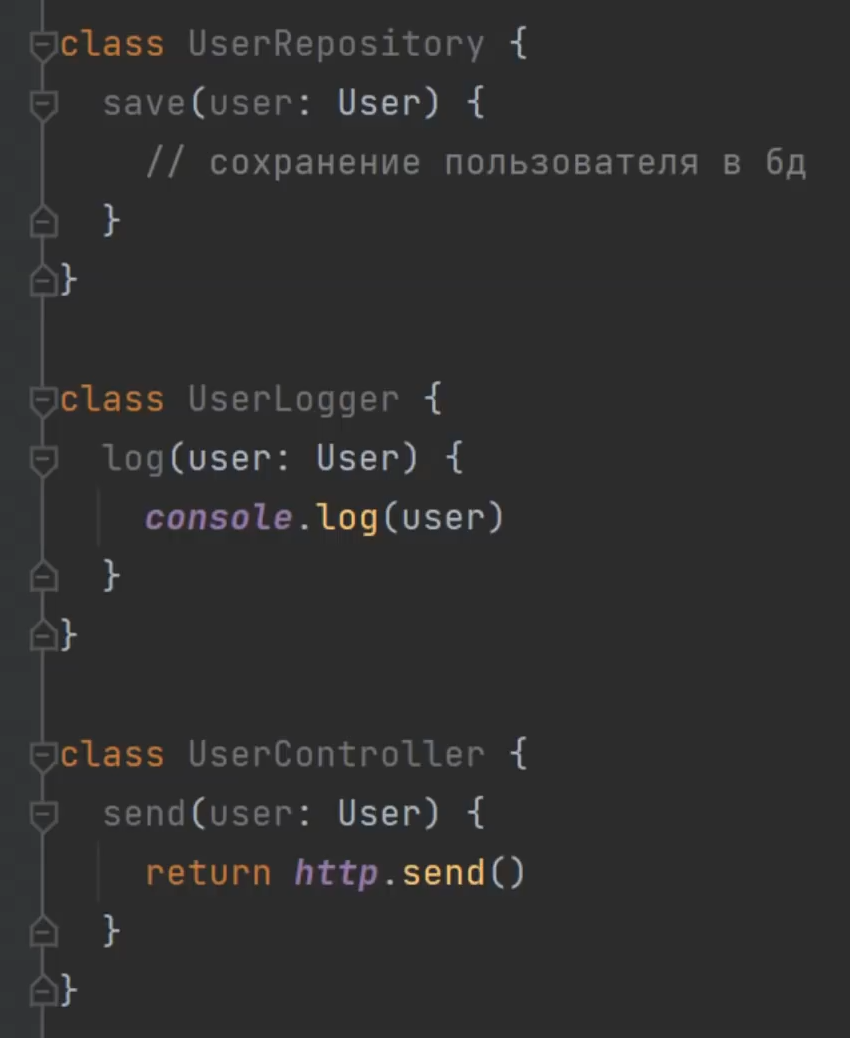 class UserRepository {
save(user: User) {
// сохранение пользователя в бд
}
}
class UserLogger {
log(user: User) {
console.log(user)
}
}
class UserController {
send(user: User) {
return http.send()
}
}